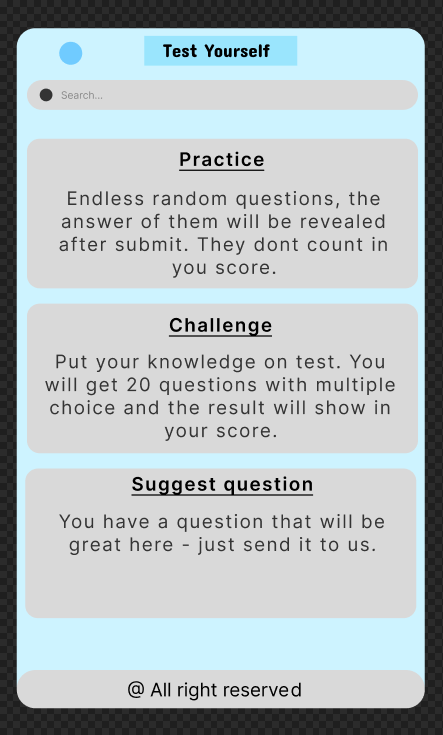 Test Yourself
Search...
Practice
Endless random questions, the
answer of them will be revealed
after submit. They dont count in
you score.
Challenge
Put your knowledge on test. You
will get 20 questions with multiple
choice and the result will show in
your score.
Suggest question
You have a question that will be
great here - just send it to us.
@ All right reserved